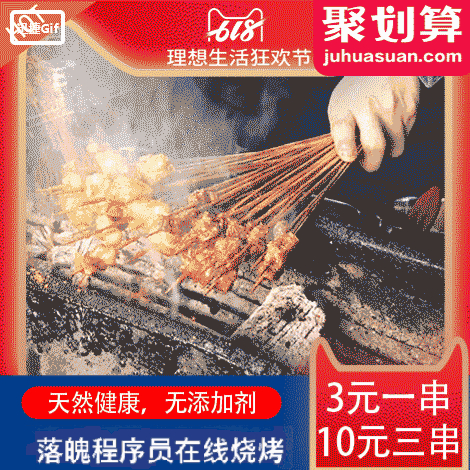 618
聚划算
理想生活狂欢节
juhuasuan.com
天然健康，无添加剂
3元一串
落魄程序员在线烧烤
10元三串